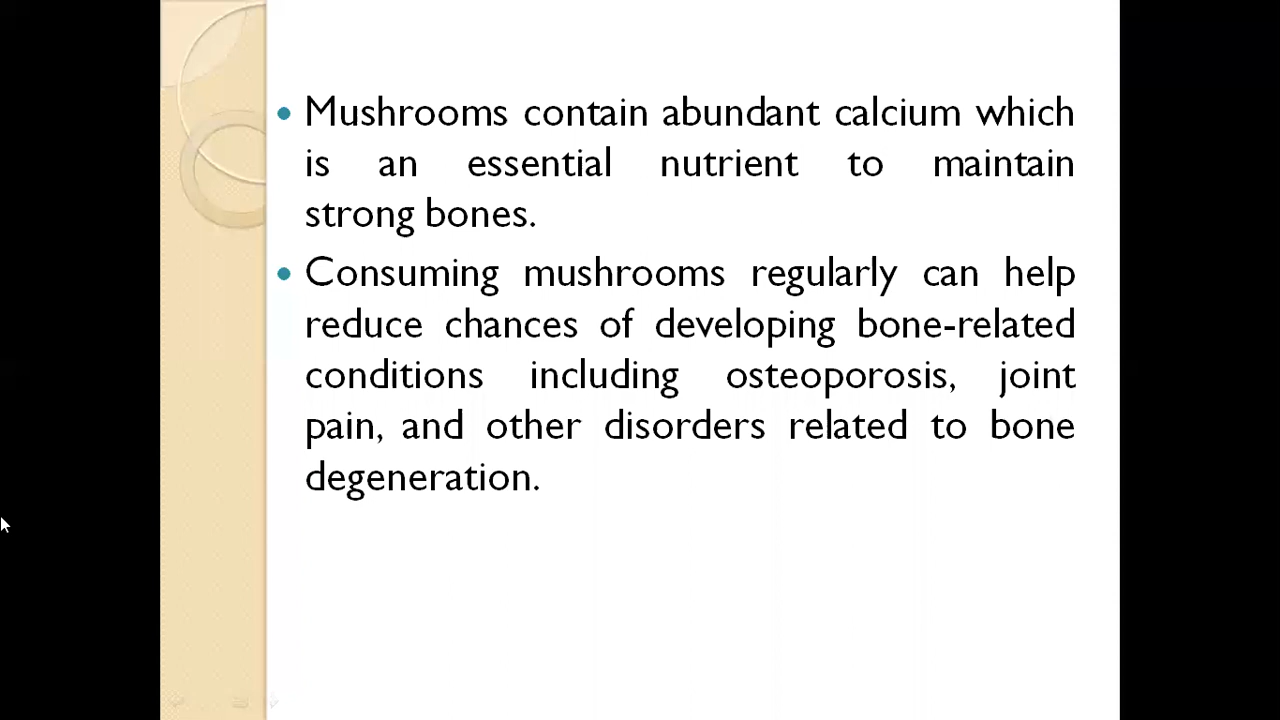 • Mushrooms contain abundant calcium which
is an essential nutrient to maintain
strong bones.
• Consuming mushrooms regularly can help
reduce chances of developing bone-related
conditions including osteoporosis, joint
pain, and other disorders related to bone
degeneration.